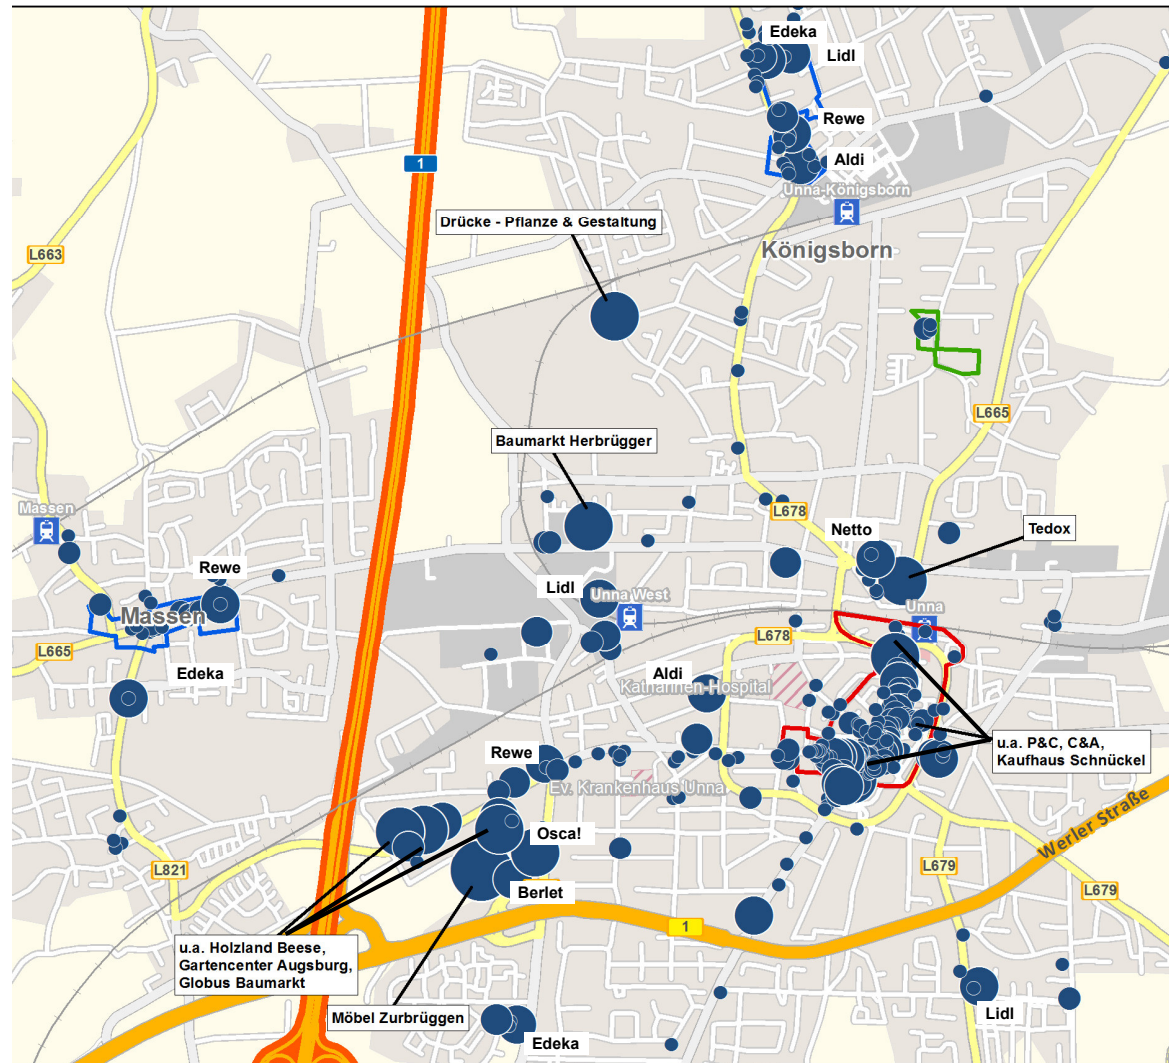 Edeka
Lidl
Rewe
1
Aldi
Unna-Königsborn
Drücke - Pflanze & Gestaltung
Königsborn
L663
L665
Baumarkt Herbrügger
Massen
L678
Netto
Tedox
Rewe
Lidl
Unna West
Unna
Massen
L678
L665
Edeka
Aldi
Katharinen-Hospital
u.a. P&C, C&A,
Kaufhaus Schnückel
Rewe
Ev. Krankenhaus Unna
Werler Straße
Osca!
L821
L679
L679
Berlet
1
u.a. Holzland Beese,
Gartencenter Augsburg,
Globus Baumarkt
Möbel Zurbrüggen
Lidl
Edeka